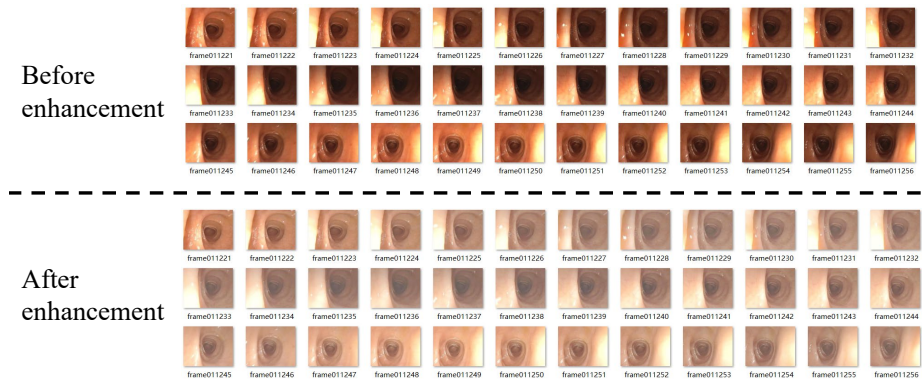 frame011221 frame011222 frame011223 frame011224 frame011225 frame011226 frame011227 frame011228 frame011229 frame011230 frame011231 frame011232
Before
enhancement
frame011233 frame011234 frame011235 frame011236 frame011237 frame011238 frame011239 frame011240 frame011241 frame011242 frame011243 frame011244
frame011245 frame011246 frame011247 frame011248 frame011249 frame011250 frame011251 frame011252 frame011253 frame011254 frame011255 frame011256
frame011221 frame011222 frame011223 frame011224 frame011225 frame011226 frame011227 frame011228 frame011229 frame011230 frame011231 frame011232
After
enhancement
frame011233 frame011234 frame011235 frame011236 frame011237 frame011238 frame011239 frame011240 frame011241 frame011242 frame011243 frame011244
frame011245 frame011246 frame011247 frame011248 frame011249 frame011250 frame011251 frame011252 frame011253 frame011254 frame011255 frame011256